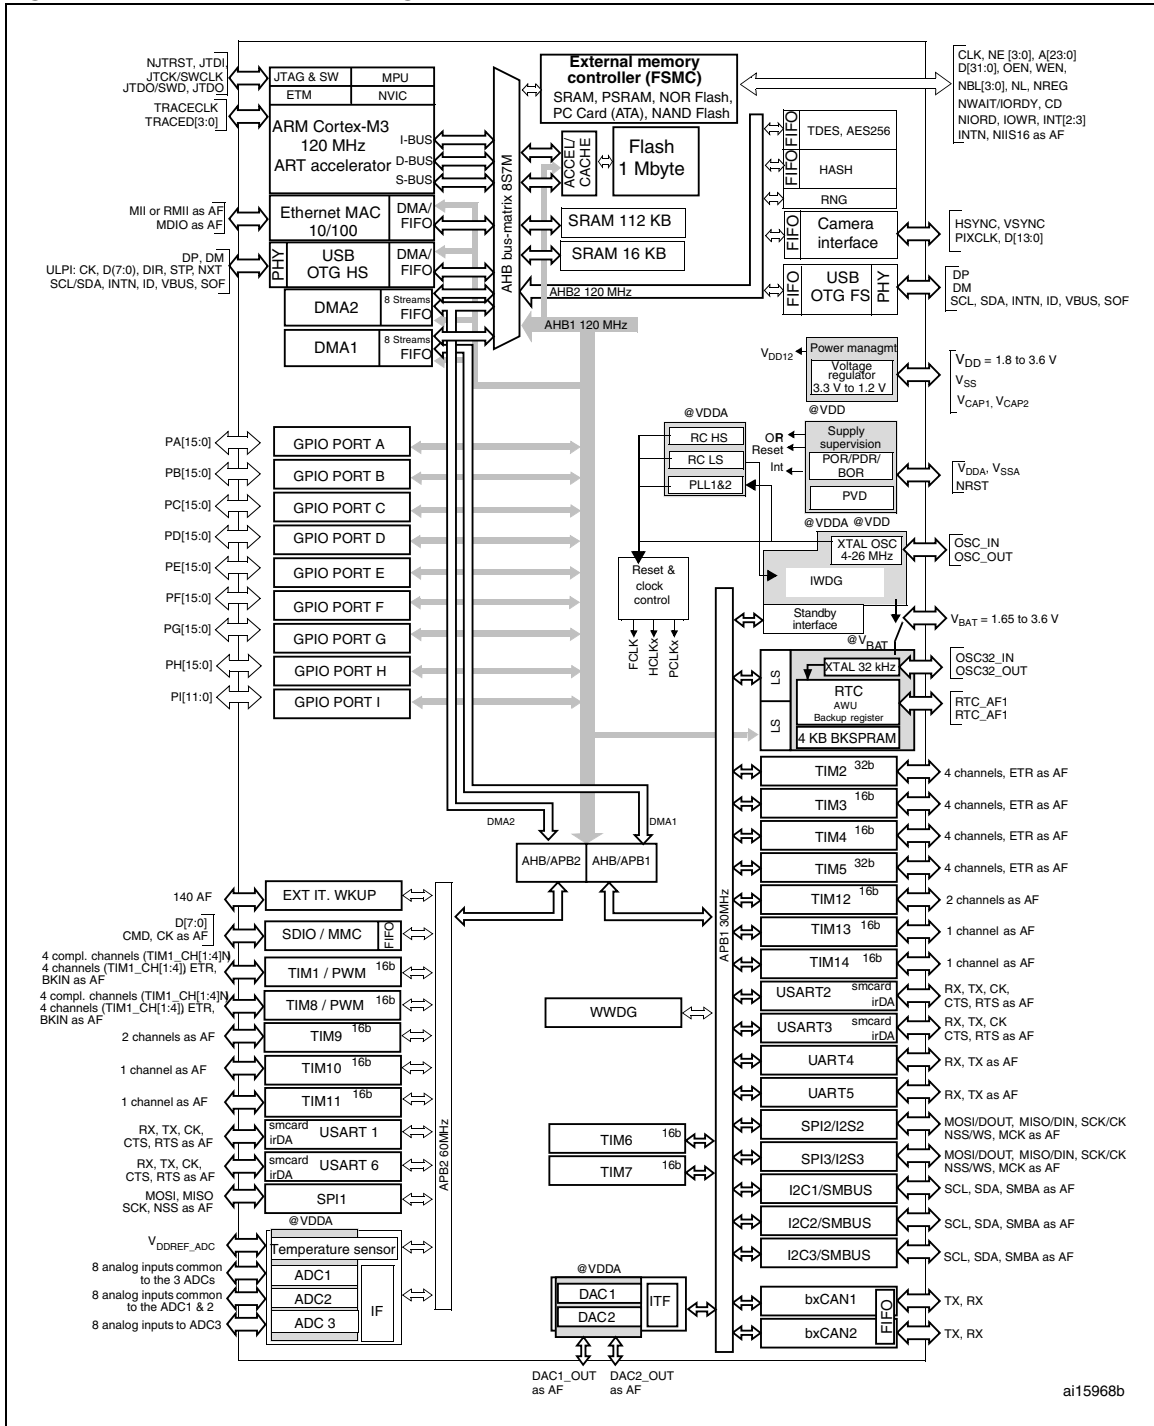 NJTRST, JTDI,
JTCK/SWCLK
JTDO/SWD, JTDO
TRACECLK
TRACED[3:0]
JTAG & SW
MPU
ETM
NVIC
ARM Cortex-M3
120 MHz
ART accelerator
I-BUS
D-BUS
S-BUS
MII or RMII as AF
MDIO as AF
Ethernet MAC
10/100
DMA/
FIFO
DP, DM
ULPI: CK, D(7:0), DIR, STP, NXT
SCL/SDA, INTN, ID, VBUS, SOF
PHY
USB
OTG HS
DMA/
FIFO
DMA2
8 Streams
FIFO
DMA1
8 Streams
FIFO
AHB bus-matrix 8S7M
External memory
controller (FSMC)
SRAM, PSRAM, NOR Flash,
PC Card (ATA), NAND Flash
ACCEL/
CACHE
Flash
1 Mbyte
SRAM 112 KB
SRAM 16 KB
AHB2 120 MHz
AHB1 120 MHz
CLK, NE [3:0], A[23:0]
D[31:0], OEN, WEN,
NBL[3:0], NL, NREG
NWAIT/IORDY, CD
NIORD, IOWR, INT[2:3]
INTN, NIIS16 as AF
FIFO
TDES, AES256
FIFO
HASH
RNG
FIFO
Camera
interface
HSYNC, VSYNC
PIXCLK, D[13:0]
FIFO
USB
OTG FS
PHY
DP
DM
SCL, SDA, INTN, ID, VBUS, SOF
VDD12
Power managmt
Voltage
regulator
3.3 V to 1.2 V
@VDD
VDD = 1.8 to 3.6 V
VSS
VCAP1, VCAP2
@VDDA
RC HS
RC LS
PLL1&2
OR
Reset
Int
Supply
supervision
POR/PDR/
BOR
PVD
VDDA, VSSA
NRST
@VDDA @VDD
XTAL OSC
4-26 MHz
IWDG
OSC_IN
OSC_OUT
Reset &
clock
control
FCLK
HCLKx
PCLKx
Standby
interface
@VBAT
VBAT = 1.65 to 3.6 V
LS
LS
XTAL 32 kHz
RTC
AWU
Backup register
4 KB BKSPRAM
OSC32_IN
OSC32_OUT
RTC_AF1
RTC_AF1
PA[15:0]
GPIO PORT A
PB[15:0]
GPIO PORT B
PC[15:0]
GPIO PORT C
PD[15:0]
GPIO PORT D
PE[15:0]
GPIO PORT E
PF[15:0]
GPIO PORT F
PG[15:0]
GPIO PORT G
PH[15:0]
GPIO PORT H
PI[11:0]
GPIO PORT I
DMA2
DMA1
AHB/APB2
AHB/APB1
APB1 30MHz
TIM2 32b
4 channels, ETR as AF
TIM3 16b
4 channels, ETR as AF
TIM4 16b
4 channels, ETR as AF
TIM5 32b
4 channels, ETR as AF
TIM12 16b
2 channels as AF
TIM13 16b
1 channel as AF
TIM14 16b
1 channel as AF
USART2 smcard
irDA
RX, TX, CK,
CTS, RTS as AF
USART3 smcard
irDA
RX, TX, CK
CTS, RTS as AF
UART4
RX, TX as AF
UART5
RX, TX as AF
SPI2/I2S2
MOSI/DOUT, MISO/DIN, SCK/CK
NSS/WS, MCK as AF
SPI3/I2S3
MOSI/DOUT, MISO/DIN, SCK/CK
NSS/WS, MCK as AF
I2C1/SMBUS
SCL, SDA, SMBA as AF
I2C2/SMBUS
SCL, SDA, SMBA as AF
I2C3/SMBUS
SCL, SDA, SMBA as AF
bxCAN1
FIFO
TX, RX
bxCAN2
TX, RX
140 AF
EXT IT. WKUP
D[7:0]
CMD, CK as AF
SDIO / MMC
FIFO
4 compl. channels (TIM1_CH[1:4]N
4 channels (TIM1_CH[1:4]) ETR,
BKIN as AF
TIM1 / PWM 16b
4 compl. channels (TIM1_CH[1:4]N
4 channels (TIM1_CH[1:4]) ETR,
BKIN as AF
TIM8 / PWM 16b
2 channels as AF
TIM9 16b
1 channel as AF
TIM10 16b
1 channel as AF
TIM11 16b
RX, TX, CK,
CTS, RTS as AF
smcard
irDA
USART 1
RX, TX, CK,
CTS, RTS as AF
smcard
irDA
USART 6
MOSI, MISO
SCK, NSS as AF
SPI1
APB2 60MHz
@VDDA
VDDREF_ADC
Temperature sensor
8 analog inputs common
to the 3 ADCs
ADC1
8 analog inputs common
to the ADC1 & 2
ADC2
8 analog inputs to ADC3
ADC 3
IF
WWDG
TIM6 16b
TIM7 16b
@VDDA
DAC1
DAC2
ITF
DAC1_OUT
as AF
DAC2_OUT
as AF
ai15968b